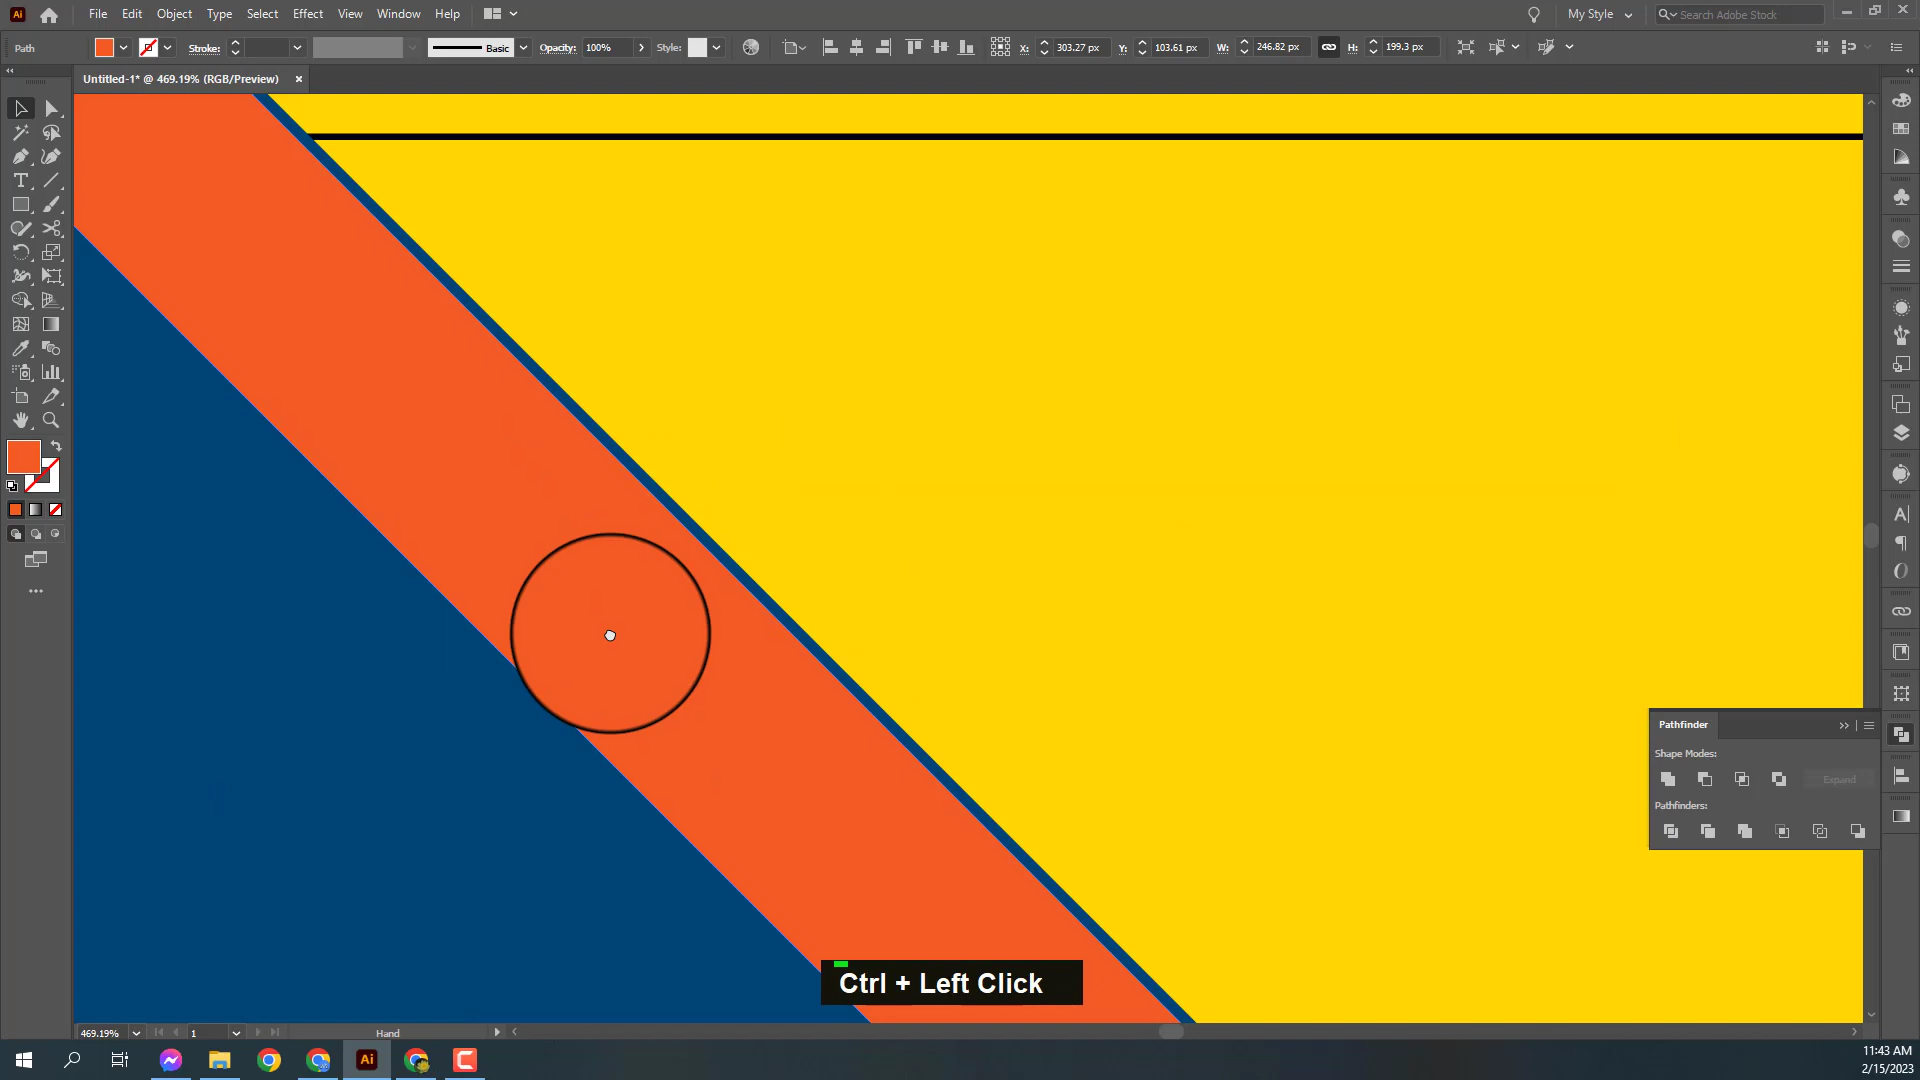 Ai File Edit Object Type Select Effect View Window Help My Style Search Adobe Stock
Path Stroke: Basic Opacity: 100% Style: X: 303.27 px Y: 103.61 px W: 246.82 px H: 199.3 px
Untitled-1* @ 469.19% (RGB/Preview)
Pathfinder
Shape Modes:
Expand
Pathfinders:
Ctrl + Left Click
469.19% 1 Hand
Ai
11:43 AM
2/15/2023